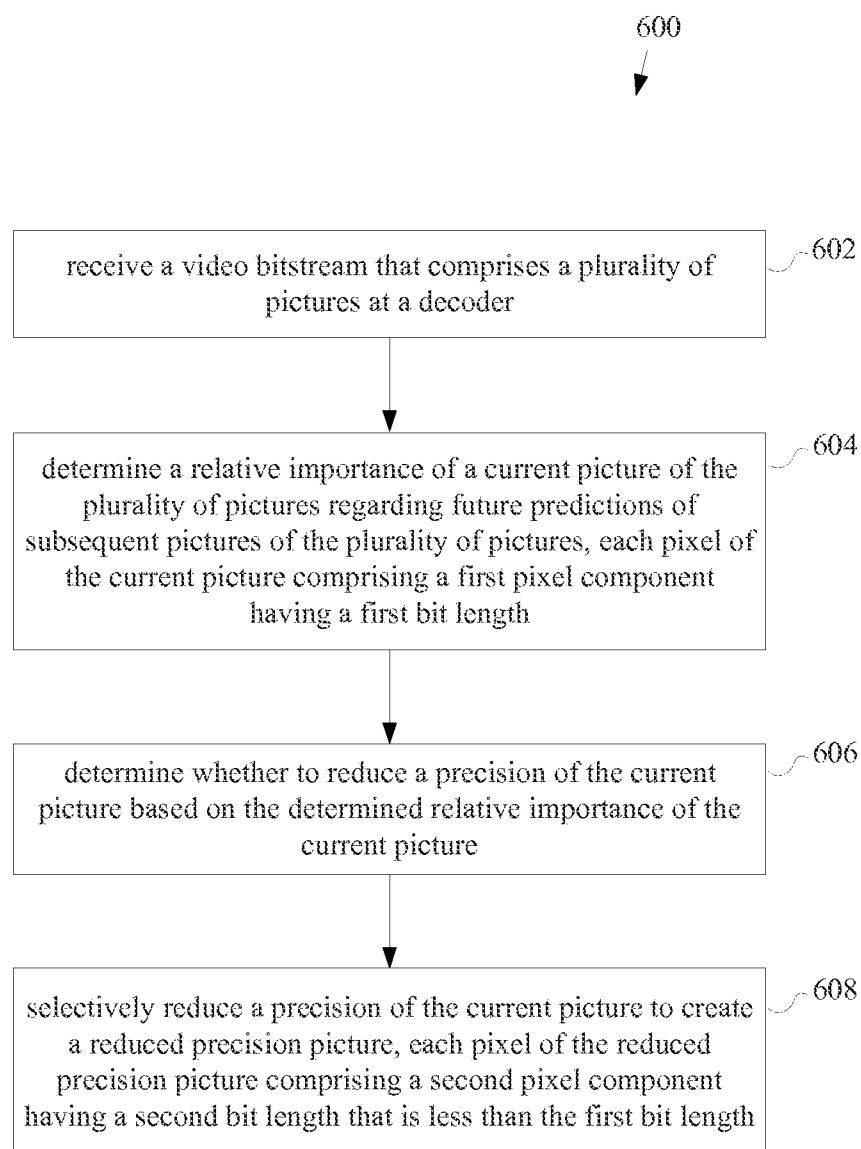 600
receive a video bitstream that comprises a plurality of
pictures at a decoder
602
determine a relative importance of a current picture of the
plurality of pictures regarding future predictions of
subsequent pictures of the plurality of pictures, each pixel of
the current picture comprising a first pixel component
having a first bit length
604
determine whether to reduce a precision of the current
picture based on the determined relative importance of the
current picture
606
selectively reduce a precision of the current picture to create
a reduced precision picture, each pixel of the reduced
precision picture comprising a second pixel component
having a second bit length that is less than the first bit length
608